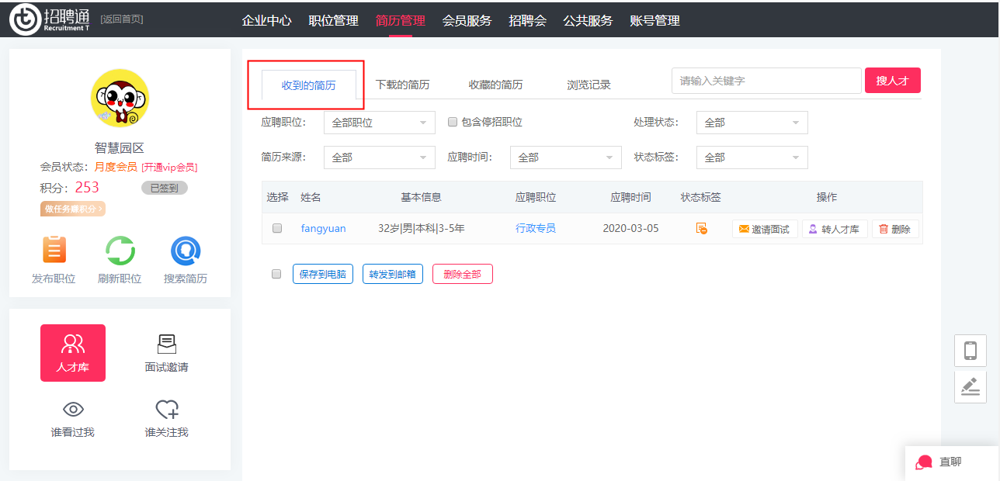 招聘通 [返回首页] 企业中心 职位管理 简历管理 会员服务 招聘会 公共服务 账号管理
Recruitment T
智慧园区
会员状态：月度会员 [开通vip会员]
积分：253 已签到
做任务赚积分 >
发布职位 刷新职位 搜索简历
人才库 面试邀请
谁看过我 谁关注我
收到的简历 下载的简历 收藏的简历 浏览记录 请输入关键字 搜人才
应聘职位： 全部职位 包含停招职位 处理状态： 全部
简历来源： 全部 应聘时间： 全部 状态标签： 全部
选择 姓名 基本信息 应聘职位 应聘时间 状态标签 操作
fangyuan 32岁|男|本科|3-5年 行政专员 2020-03-05 邀请面试 转人才库 删除
保存到电脑 转发到邮箱 删除全部
直聊